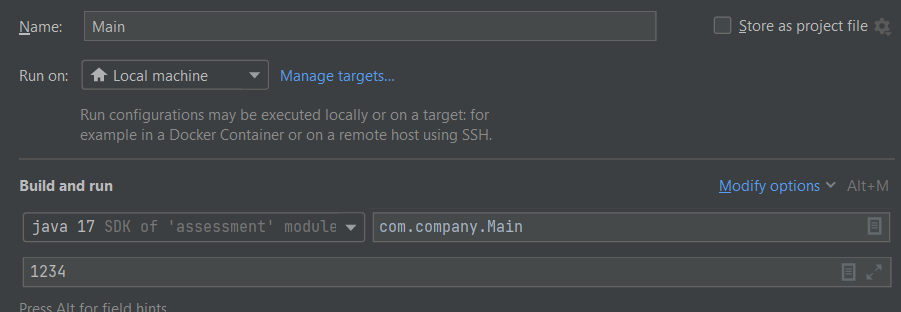 Name: Main Store as project file
Run on: Local machine Manage targets...
Run configurations may be executed locally or on a target: for
example in a Docker Container or on a remote host using SSH.
Build and run Modify options Alt+M
java 17 SDK of 'assessment' module com.company.Main
1234
Press Alt for field hints